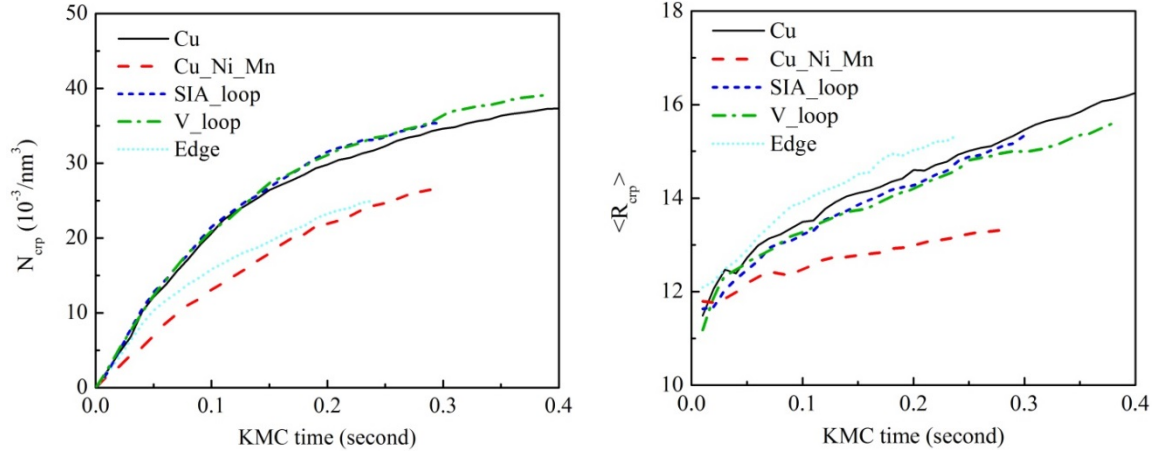 50
40
30
20
10
0
N_crp (10^-3/nm^3)
Cu
Cu_Ni_Mn
SIA_loop
V_loop
Edge
0.0 0.1 0.2 0.3 0.4
KMC time (second)
18
16
14
12
10
<R_crp>
Cu
Cu_Ni_Mn
SIA_loop
V_loop
Edge
0.0 0.1 0.2 0.3 0.4
KMC time (second)